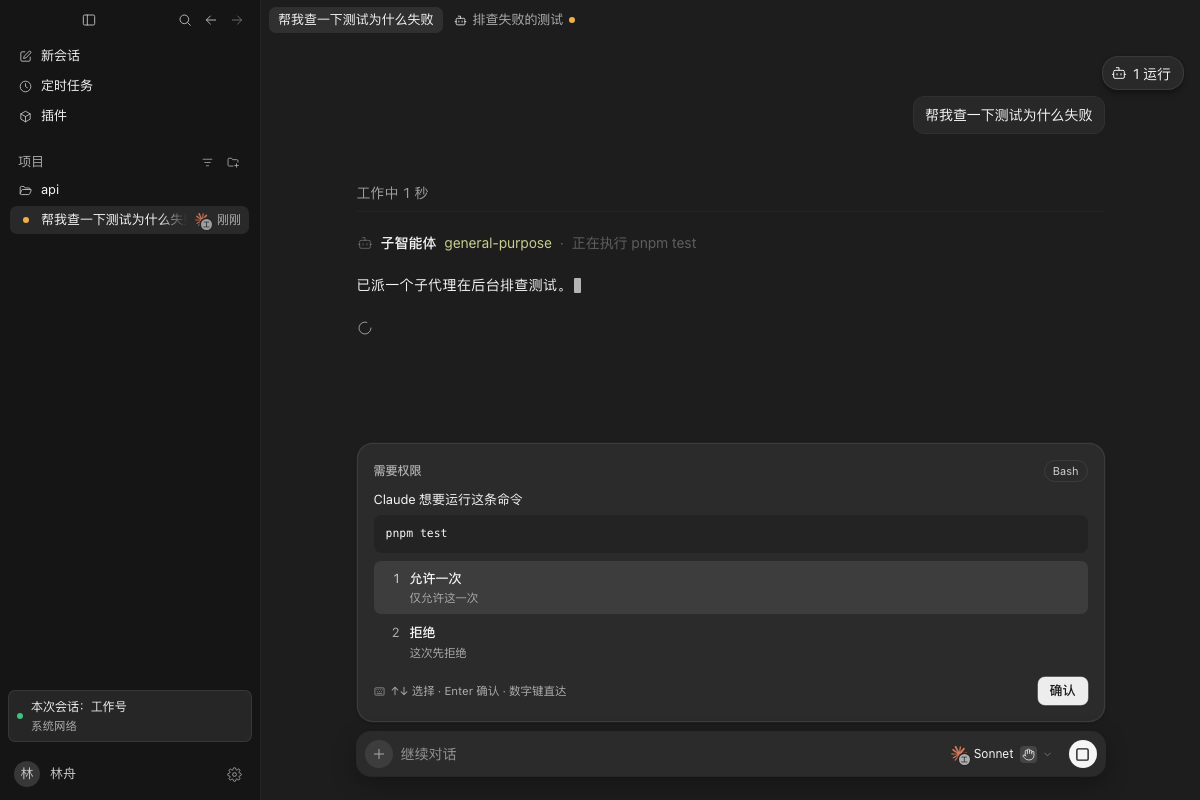 帮我查一下测试为什么失败
排查失败的测试
新会话
定时任务
插件
项目
api
帮我查一下测试为什么失
工 刚刚
1 运行
帮我查一下测试为什么失败
工作中 1 秒
子智能体 general-purpose · 正在执行 pnpm test
已派一个子代理在后台排查测试。
需要权限
Bash
Claude 想要运行这条命令
pnpm test
1 允许一次
仅允许这一次
2 拒绝
这次先拒绝
↑↓ 选择 · Enter 确认 · 数字键直达
确认
继续对话
工 Sonnet
本次会话：工作号
系统网络
林 林舟